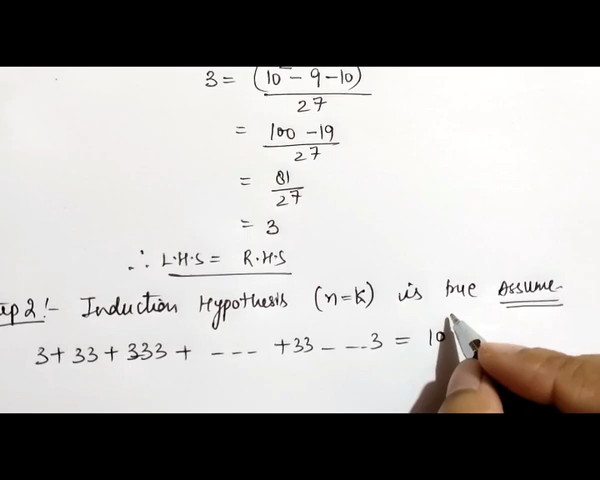 3 = (10 - 9 - 10)
27
= 100 - 19
27
= 81
27
= 3
∴ L.H.S = R.H.S
ep 2 !- Induction Hypothesis (n=k) is true Assume
3 + 33 + 333 + - - - + 33 - - - 3 = 10